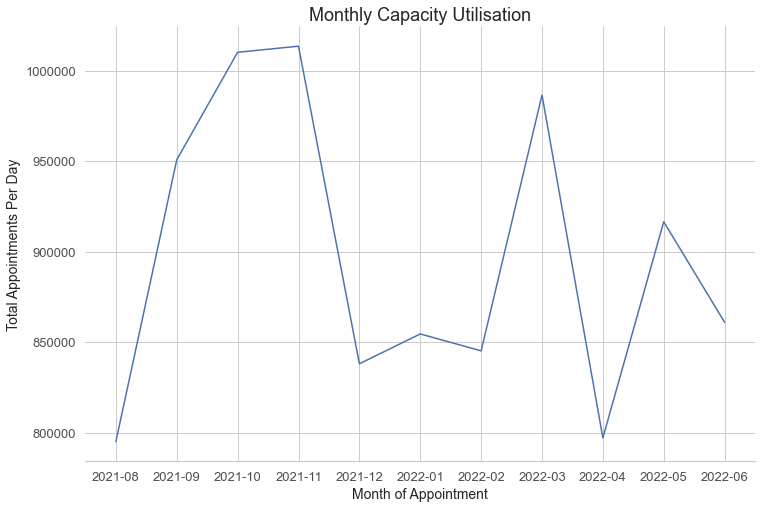 Monthly Capacity Utilisation
Total Appointments Per Day
1000000
950000
900000
850000
800000
2021-08 2021-09 2021-10 2021-11 2021-12 2022-01 2022-02 2022-03 2022-04 2022-05 2022-06
Month of Appointment